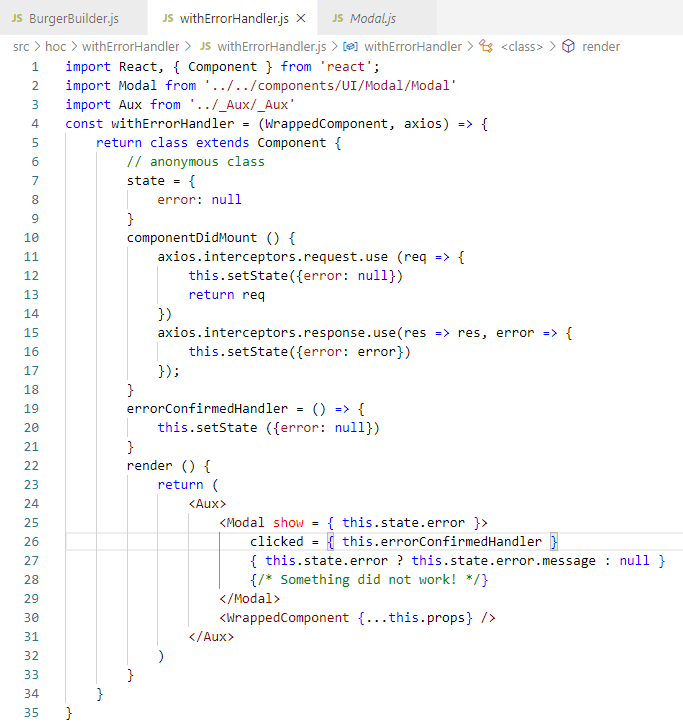 JS BurgerBuilder.js JS withErrorHandler.js × JS Modal.js
src > hoc > withErrorHandler > JS withErrorHandler.js > withErrorHandler > <class> > render
1 import React, { Component } from 'react';
2 import Modal from '../../components/UI/Modal/Modal'
3 import Aux from '../_Aux/_Aux'
4 const withErrorHandler = (WrappedComponent, axios) => {
5     return class extends Component {
6         // anonymous class
7         state = {
8             error: null
9         }
10         componentDidMount () {
11             axios.interceptors.request.use (req => {
12                 this.setState({error: null})
13                 return req
14             })
15             axios.interceptors.response.use(res => res, error => {
16                 this.setState({error: error})
17             });
18         }
19         errorConfirmedHandler = () => {
20             this.setState ({error: null})
21         }
22         render () {
23             return (
24                 <Aux>
25                     <Modal show = { this.state.error }>
26                         clicked = { this.errorConfirmedHandler }
27                         { this.state.error ? this.state.error.message : null }
28                         {/* Something did not work! */}
29                     </Modal>
30                     <WrappedComponent {...this.props} />
31                 </Aux>
32             )
33         }
34     }
35 }